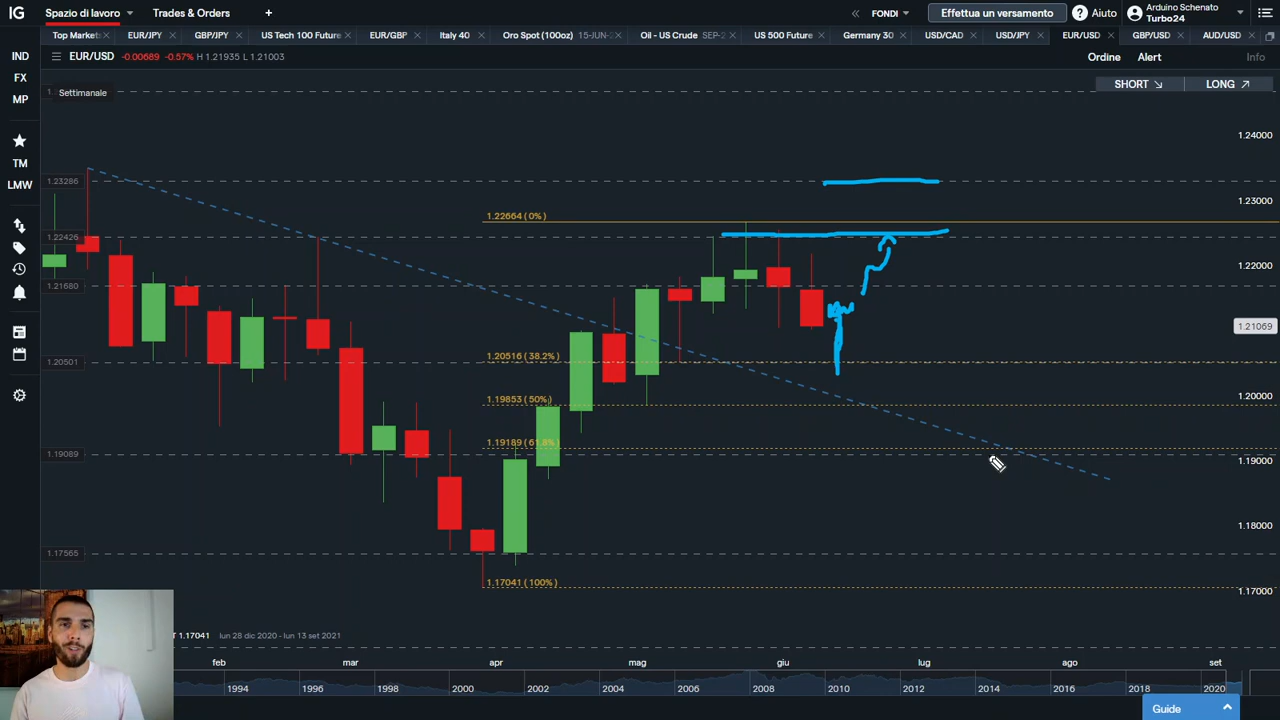 IG Spazio di lavoro Trades & Orders + FONDI Effettua un versamento ? Aiuto Arduino Schenato
Turbo24
Top Market EUR/JPY GBP/JPY US Tech 100 Future EUR/GBP Italy 40 Oro Spot (100oz) 15-JUN-2 Oil - US Crude SEP-2 US 500 Future Germany 30 USD/CAD USD/JPY EUR/USD GBP/USD AUD/USD
EUR/USD -0.00689 -0.57% H 1.21935 L 1.21003 Ordine Alert Info
IND
FX
MP
TM
LMW
Settimanale
SHORT LONG
1.23286
1.22426
1.21680
1.20501
1.19089
1.17565
1.22664 (0%)
1.20516 (38.2%)
1.19853 (50%)
1.19189 (61.8%)
1.17041 (100%)
1.24000
1.23000
1.22000
1.21069
1.20000
1.19000
1.18000
1.17000
T 1.17041 lun 28 dic 2020 - lun 13 set 2021
feb mar apr mag giu lug ago set
1994 1996 1998 2000 2002 2004 2006 2008 2010 2012 2014 2016 2018 2020
Guide